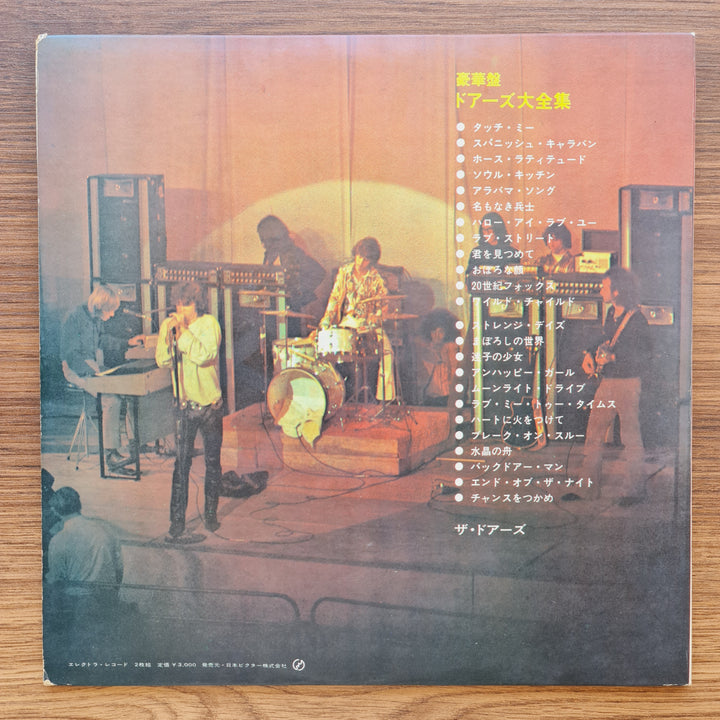 豪華盤
ドアーズ大全集
● タッチ・ミー
● スパニッシュ・キャラバン
● ホース・ラティテュード
● ソウル・キッチン
● アラバマ・ソング
● 名もなき兵士
● ハロー・アイ・ラブ・ユー
● ラブ・ストリート
● 君を見つめて
● おぼろな顔
● 20世紀フォックス
● ワイルド・チャイルド
● ストレンジ・デイズ
● まぼろしの世界
● 迷子の少女
● アンハッピー・ガール
● ムーンライト・ドライブ
● ラブ・ミー・トゥー・タイムス
● ハートに火をつけて
● ブレーク・オン・スルー
● 水晶の舟
● バックドアー・マン
● エンド・オブ・ザ・ナイト
● チャンスをつかめ
ザ・ドアーズ
エレクトラ・レコード 2枚組 定価 ¥3,000 発売元・日本ビクター株式会社